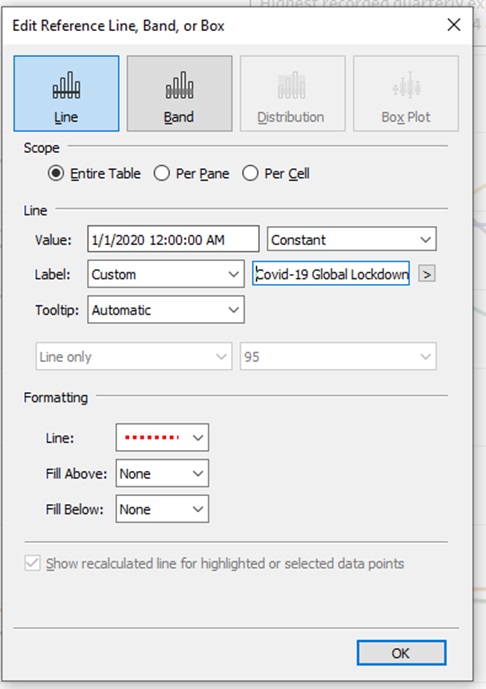 Highest recorded quarterly ex
Edit Reference Line, Band, or Box
4
Line Band Distribution Box Plot
Scope
Entire Table Per Pane Per Cell
Line
Value: 1/1/2020 12:00:00 AM Constant
Label: Custom Covid-19 Global Lockdown >
Tooltip: Automatic
Line only 95
Formatting
Line:
Fill Above: None
Fill Below: None
Show recalculated line for highlighted or selected data points
OK